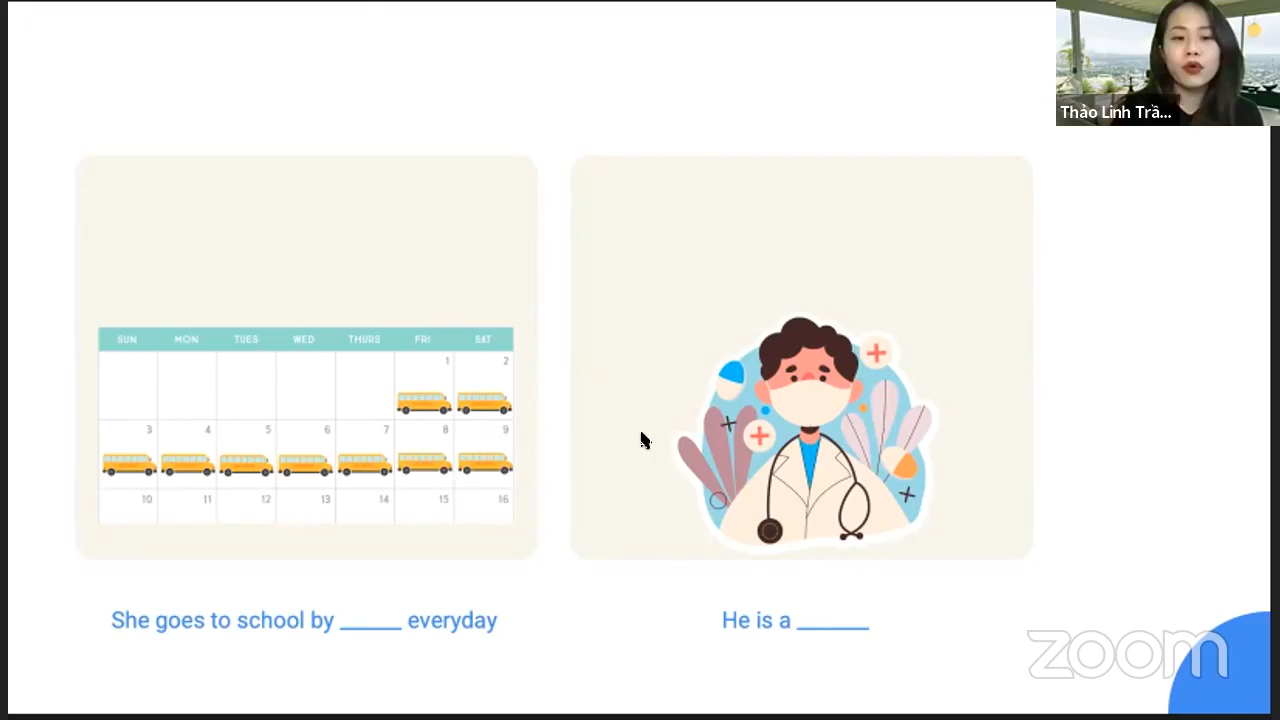 Thảo Linh Trầ...
SUN MON TUES WED THURS FRI SAT
1 2
3 4 5 6 7 8 9
10 11 12 13 14 15 16
She goes to school by ______ everyday
He is a _______
zoom